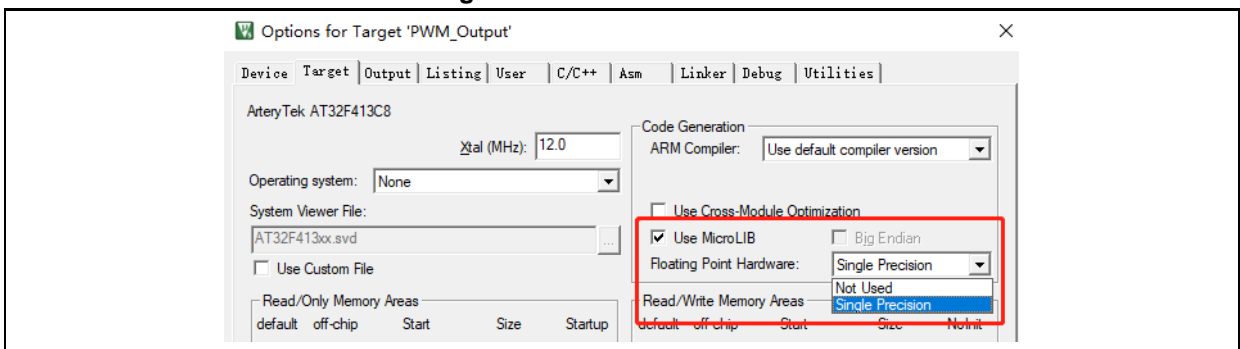 Options for Target 'PWM_Output'
Device Target Output Listing User C/C++ Asm Linker Debug Utilities
ArteryTek AT32F413C8
Xtal (MHz): 12.0
Operating system: None
System Viewer File:
AT32F413xx.svd
...
Use Custom File
Code Generation
ARM Compiler: Use default compiler version
Use Cross-Module Optimization
Use MicroLIB Big Endian
Floating Point Hardware: Single Precision
Not Used
Single Precision
Read/Only Memory Areas
default off-chip Start Size Startup
Read/Write Memory Areas
default off-chip Start Size NoInit